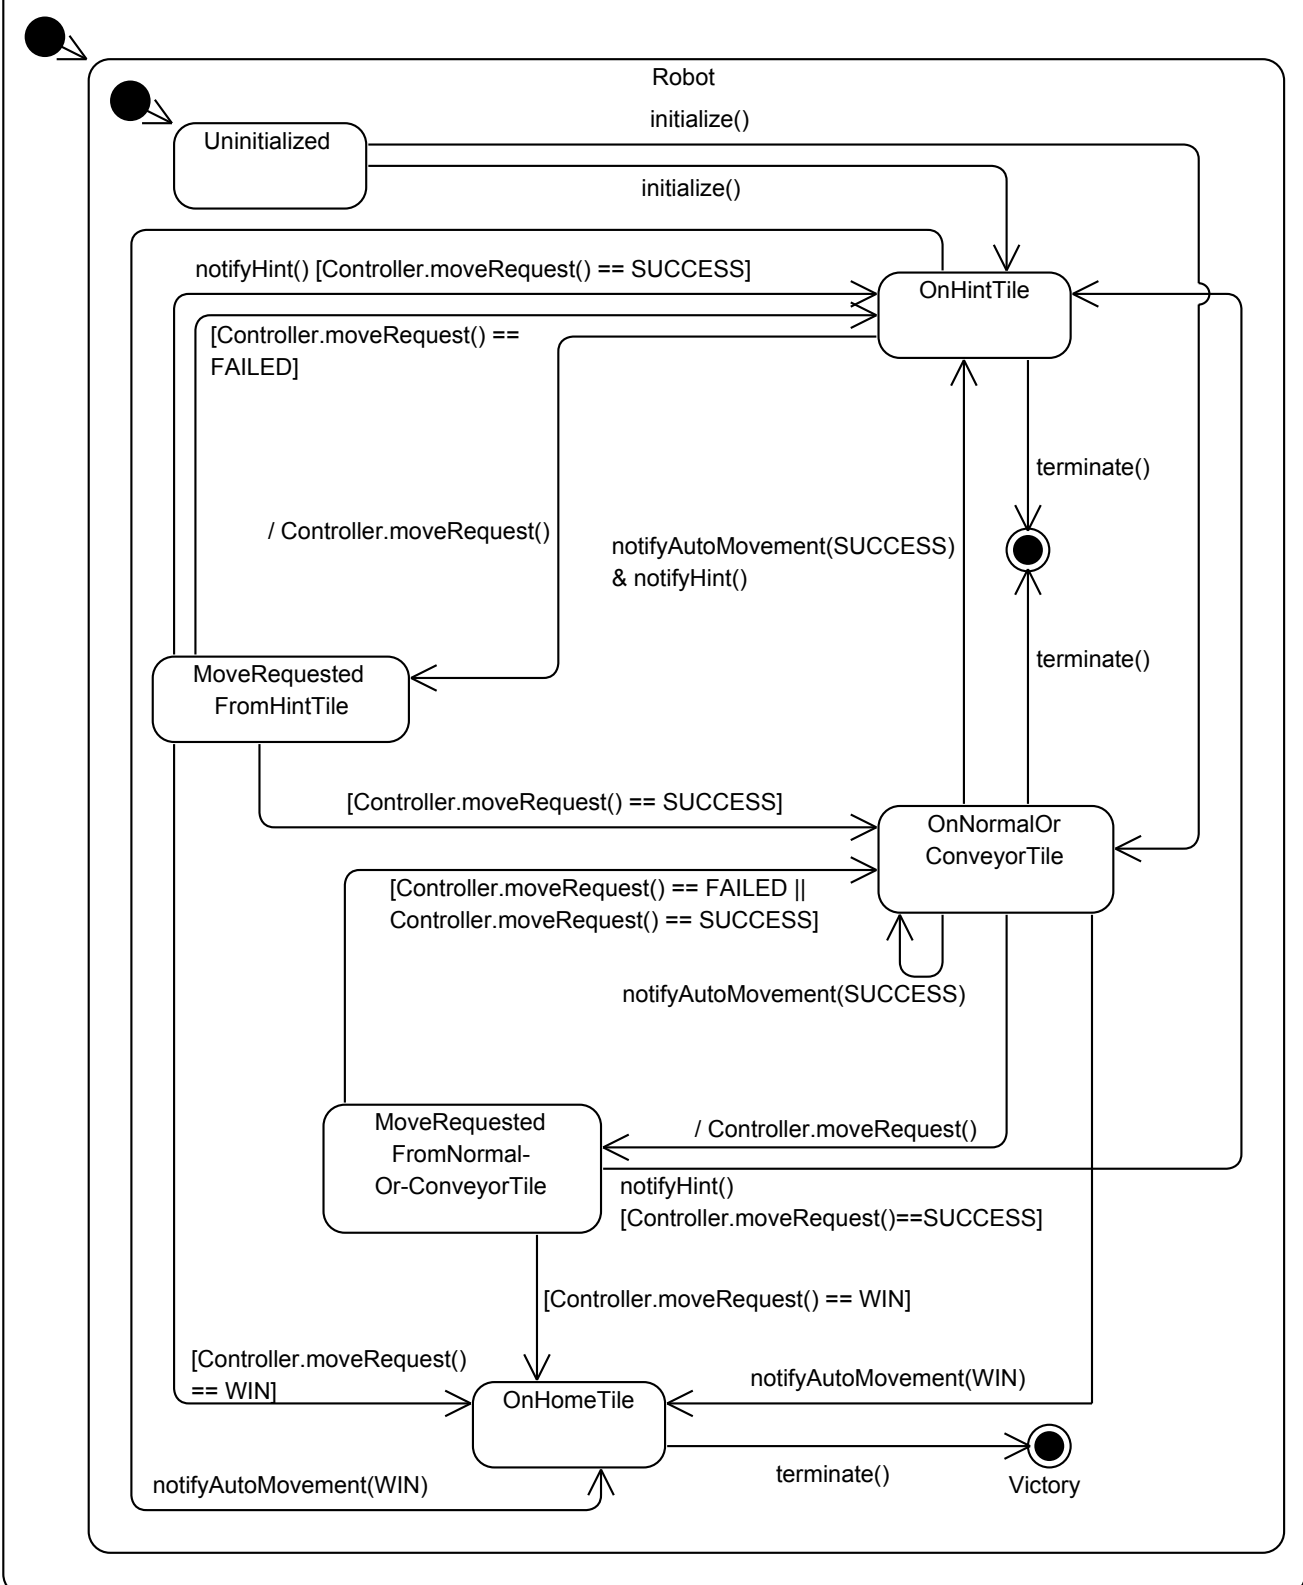 Robot
initialize()
Uninitialized
initialize()
notifyHint() [Controller.moveRequest() == SUCCESS]
OnHintTile
[Controller.moveRequest() ==
FAILED]
terminate()
/ Controller.moveRequest()
notifyAutoMovement(SUCCESS)
& notifyHint()
terminate()
MoveRequested
FromHintTile
[Controller.moveRequest() == SUCCESS]
OnNormalOr
ConveyorTile
[Controller.moveRequest() == FAILED ||
Controller.moveRequest() == SUCCESS]
notifyAutoMovement(SUCCESS)
MoveRequested
FromNormal-
Or-ConveyorTile
/ Controller.moveRequest()
notifyHint()
[Controller.moveRequest()==SUCCESS]
[Controller.moveRequest() == WIN]
[Controller.moveRequest()
== WIN]
notifyAutoMovement(WIN)
OnHomeTile
terminate()
notifyAutoMovement(WIN)
Victory